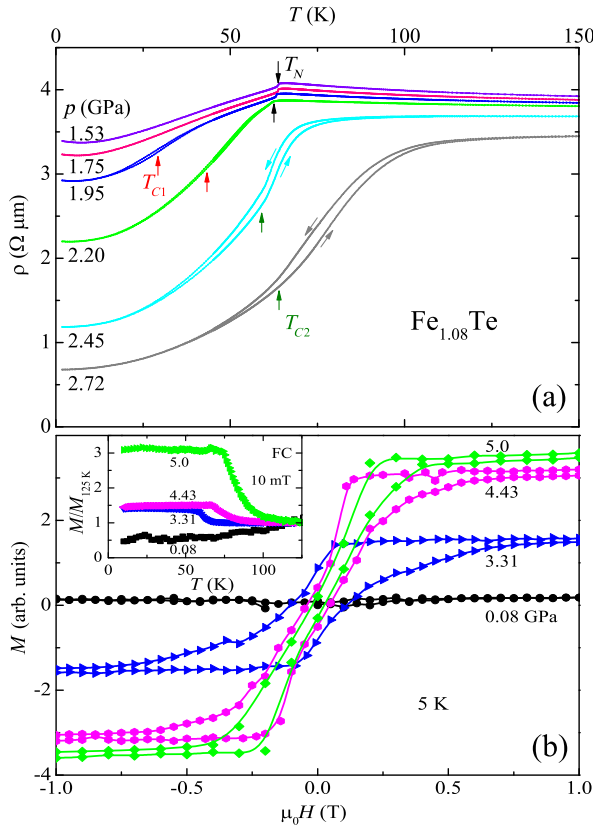 T (K)
0 50 100 150
T_N
p (GPa)
1.53
1.75
1.95
T_C1
2.20
2.45
T_C2
2.72
Fe1.08Te
(a)
ρ (Ω μm)
4
3
2
1
0
5.0
4.43
3.31
0.08 GPa
5 K
(b)
M (arb. units)
2
0
-2
-4
-1.0 -0.5 0.0 0.5 1.0
μ0H (T)
FC
10 mT
5.0
4.43
3.31
0.08
M/M125 K
3
2
1
0
0 50 100
T (K)